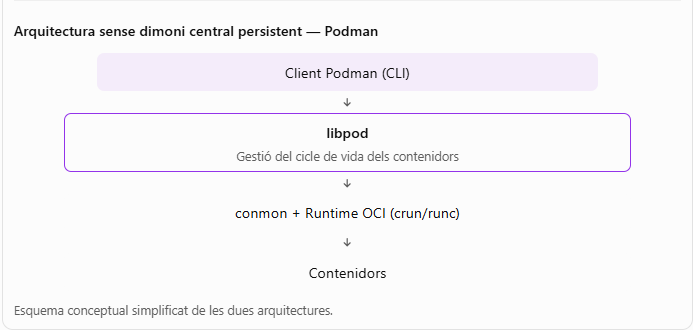 Arquitectura sense dimoni central persistent — Podman
Client Podman (CLI)
libpod
Gestió del cicle de vida dels contenidors
conmon + Runtime OCI (crun/runc)
Contenidors
Esquema conceptual simplificat de les dues arquitectures.